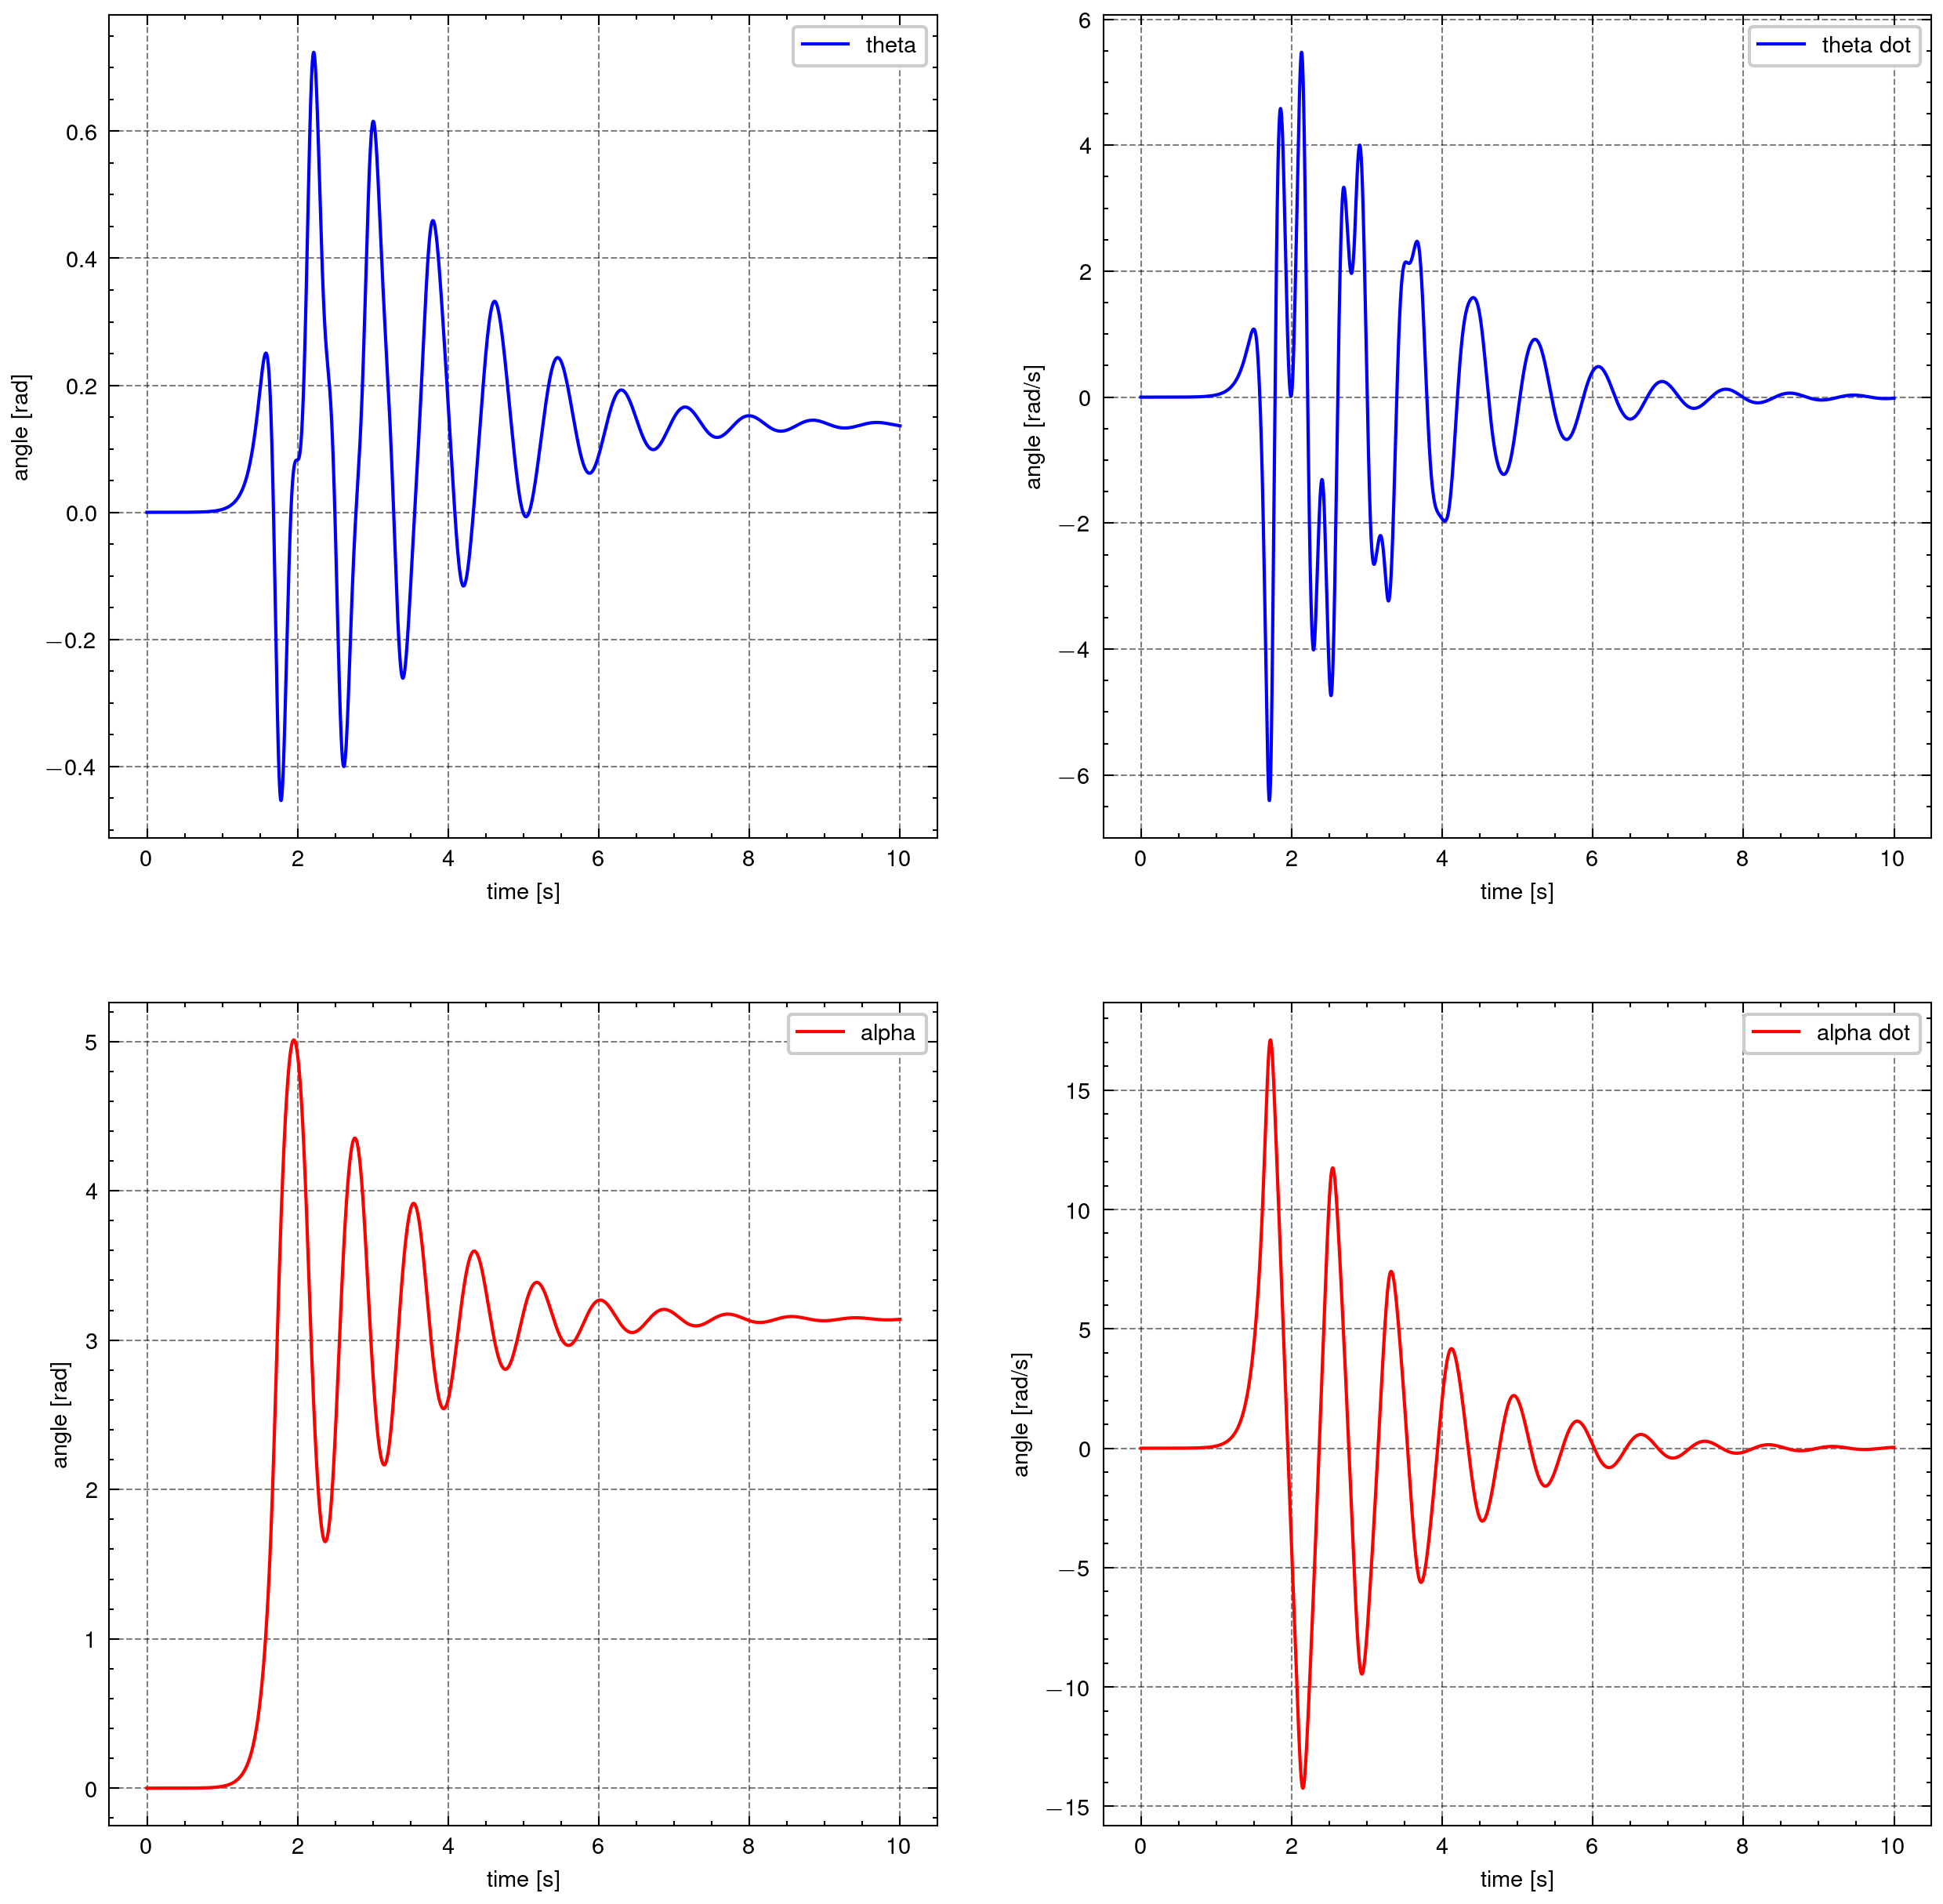 theta
0.6
0.4
0.2
0.0
−0.2
−0.4
angle [rad]
0 2 4 6 8 10
time [s]
theta dot
6
4
2
0
−2
−4
−6
angle [rad/s]
0 2 4 6 8 10
time [s]
alpha
5
4
3
2
1
0
angle [rad]
0 2 4 6 8 10
time [s]
alpha dot
15
10
5
0
−5
−10
−15
angle [rad/s]
0 2 4 6 8 10
time [s]